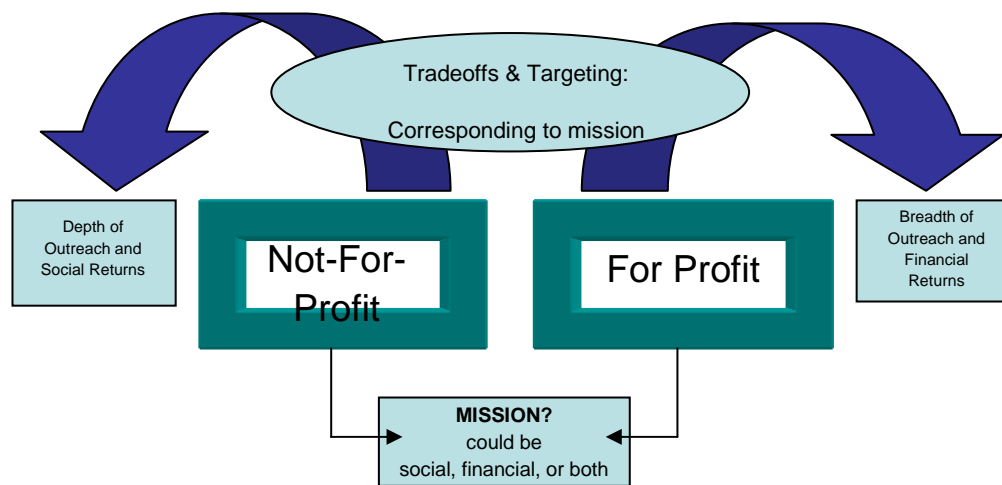 Tradeoffs & Targeting:
Corresponding to mission
Depth of
Outreach and
Social Returns
Not-For-
Profit
For Profit
Breadth of
Outreach and
Financial
Returns
MISSION?
could be
social, financial, or both